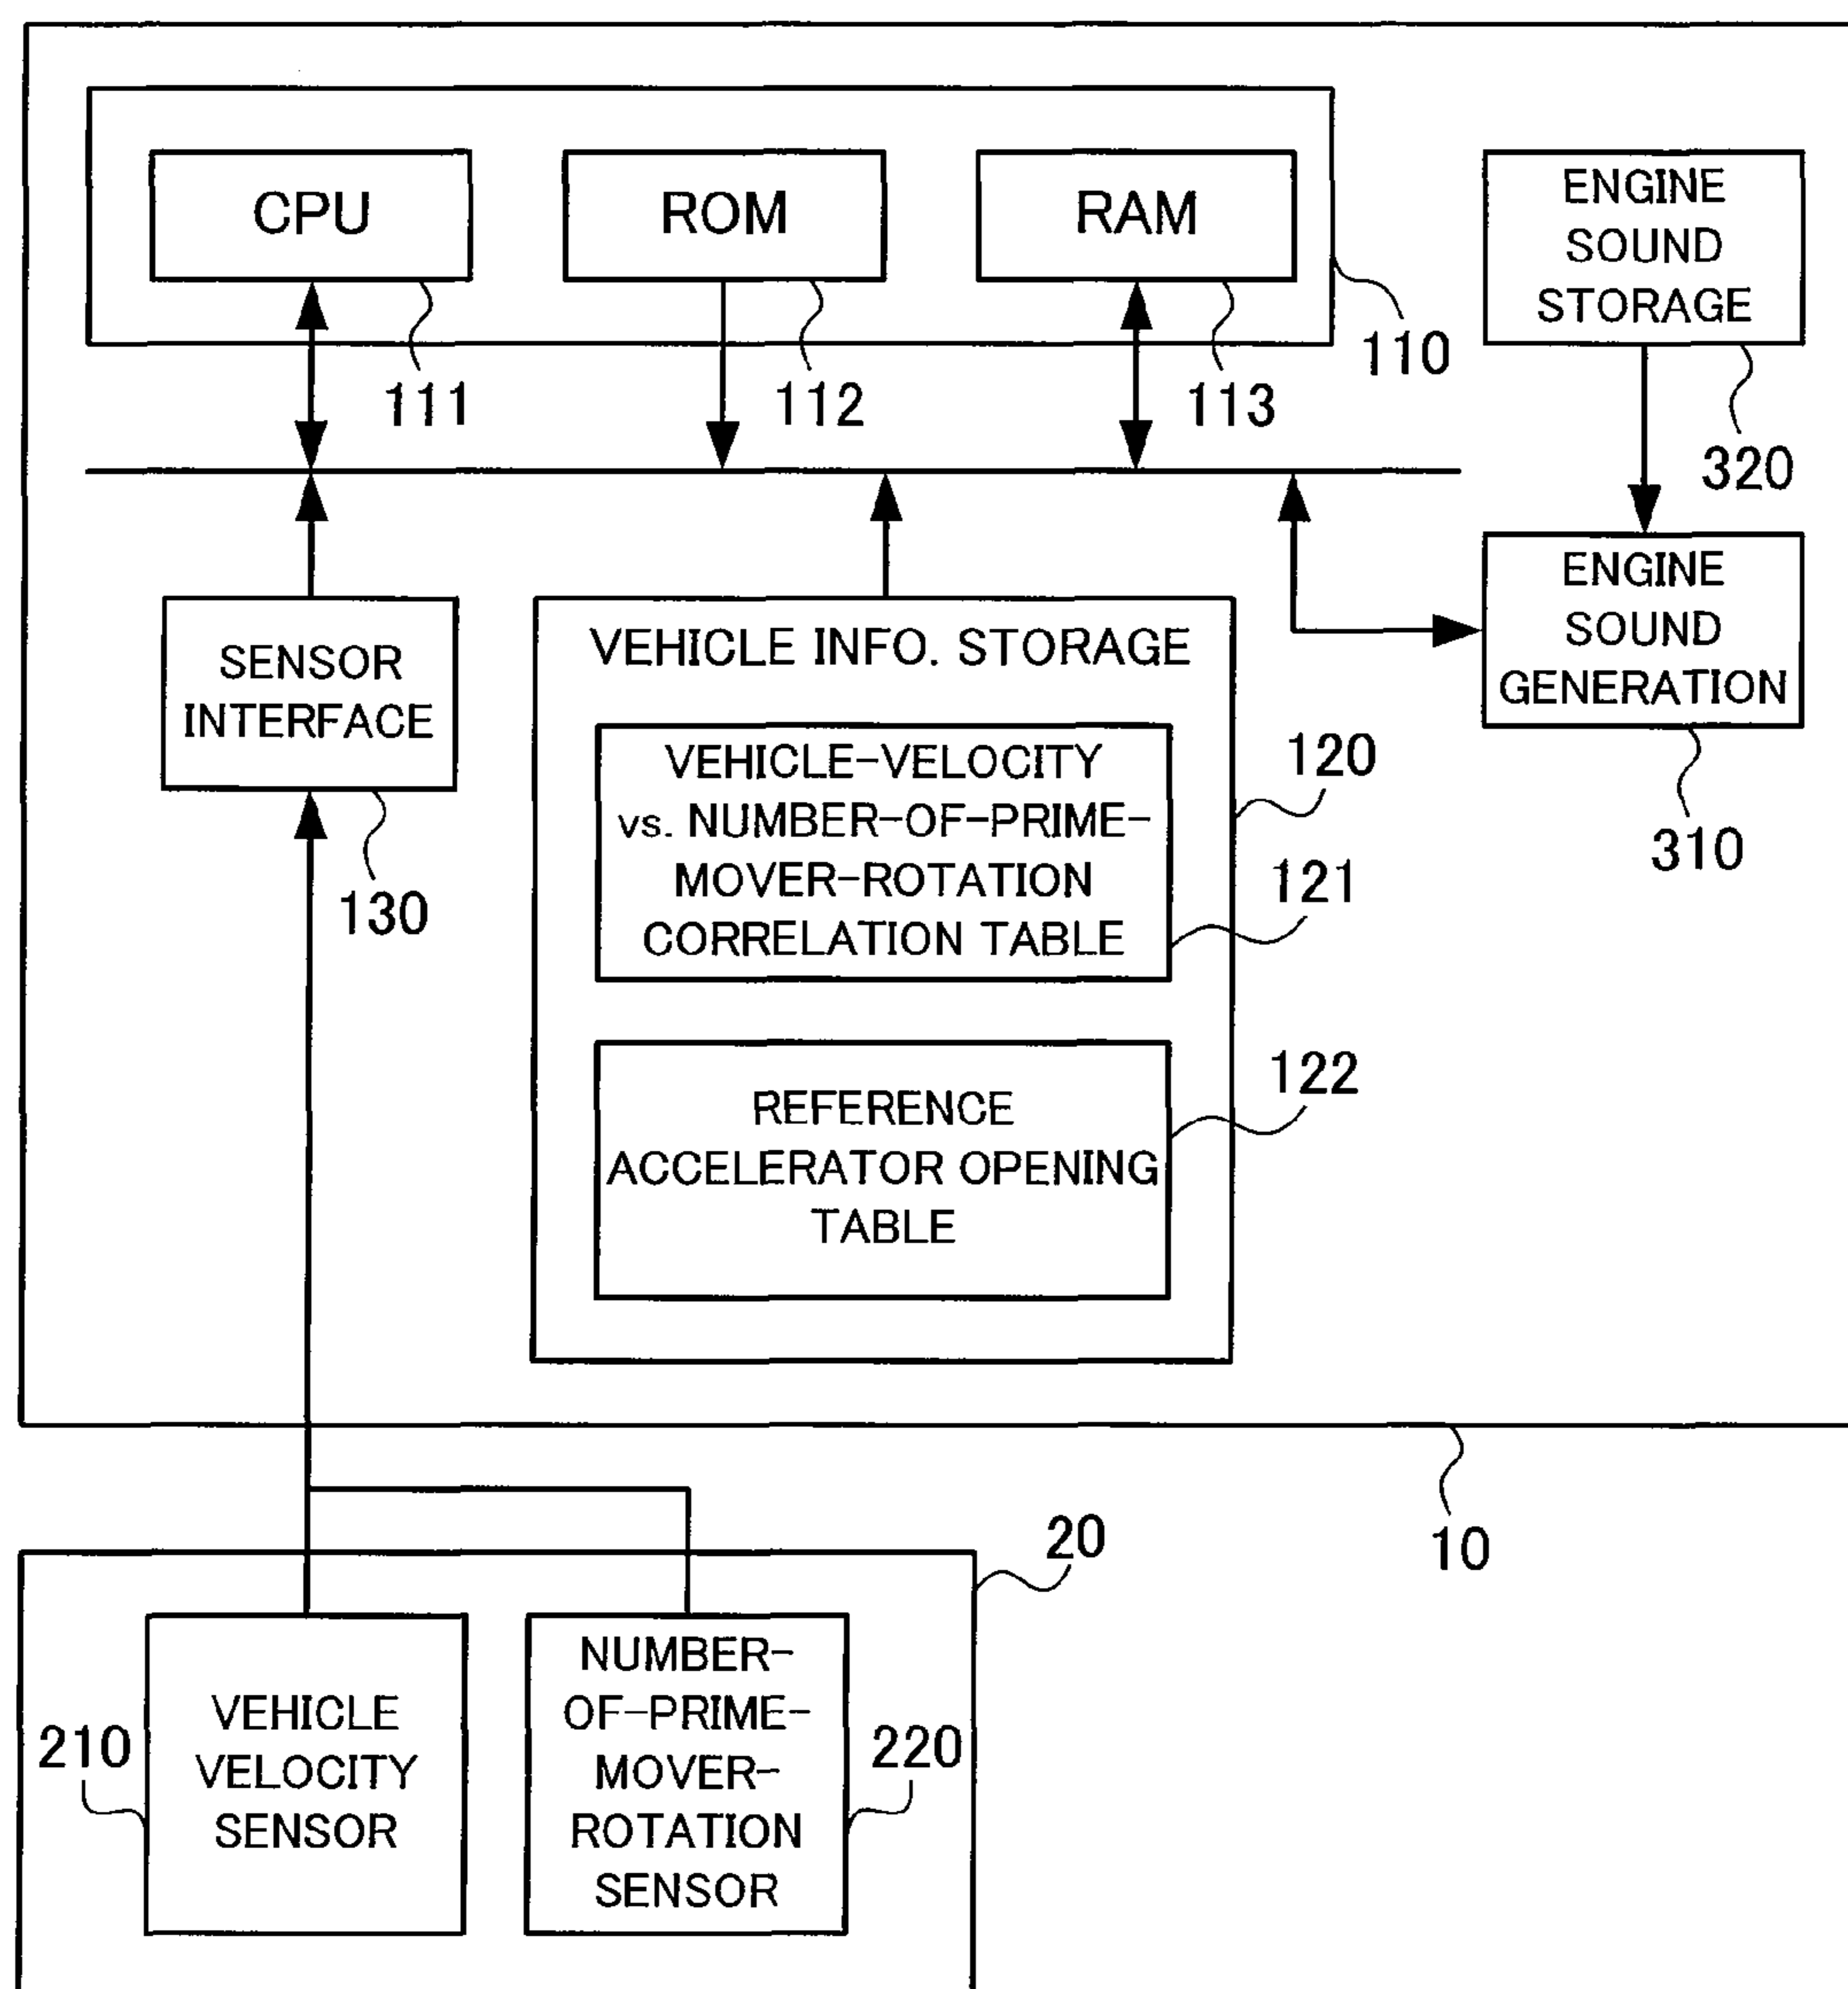 CPU
ROM
RAM
ENGINE
SOUND
STORAGE
110
111
112
113
320
SENSOR
INTERFACE
130
VEHICLE INFO. STORAGE
VEHICLE-VELOCITY
vs. NUMBER-OF-PRIME-
MOVER-ROTATION
CORRELATION TABLE
120
121
REFERENCE
ACCELERATOR OPENING
TABLE
122
ENGINE
SOUND
GENERATION
310
10
20
210
VEHICLE
VELOCITY
SENSOR
NUMBER-
OF-PRIME-
MOVER-
ROTATION
SENSOR
220